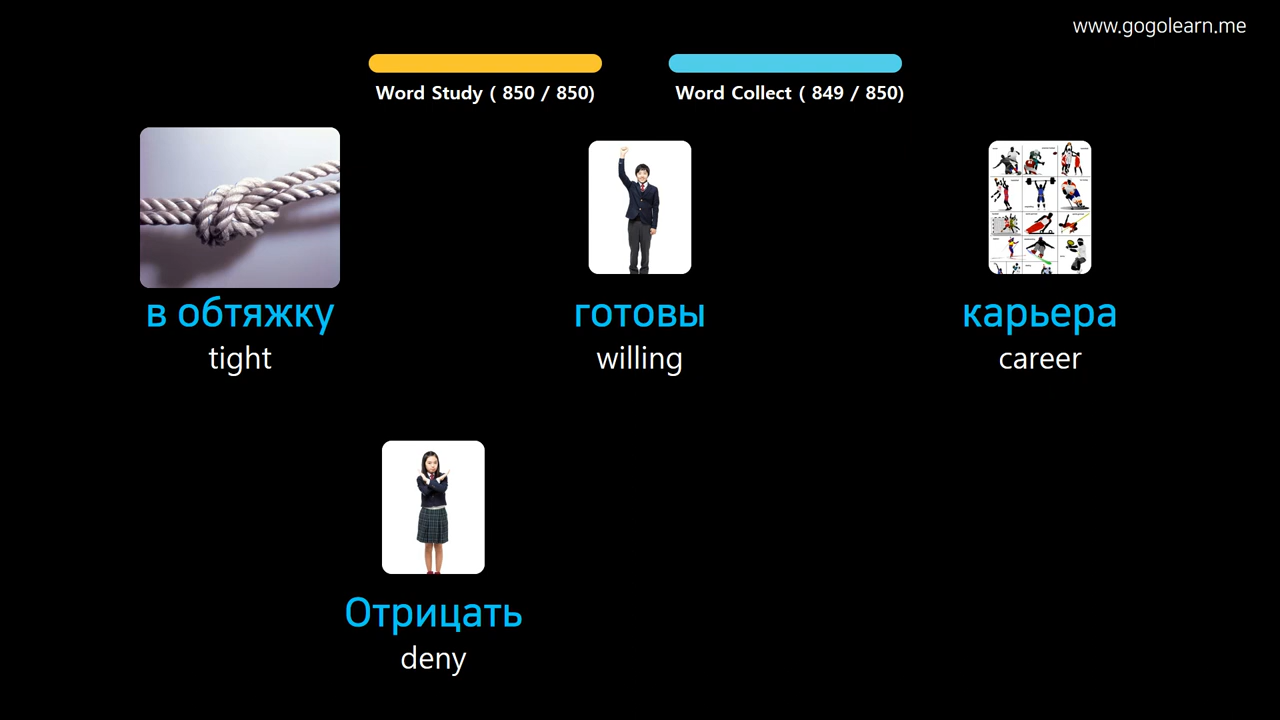 www.gogolearn.me
Word Study ( 850 / 850)
Word Collect ( 849 / 850)
в обтяжку
tight
готовы
willing
карьера
career
Отрицать
deny